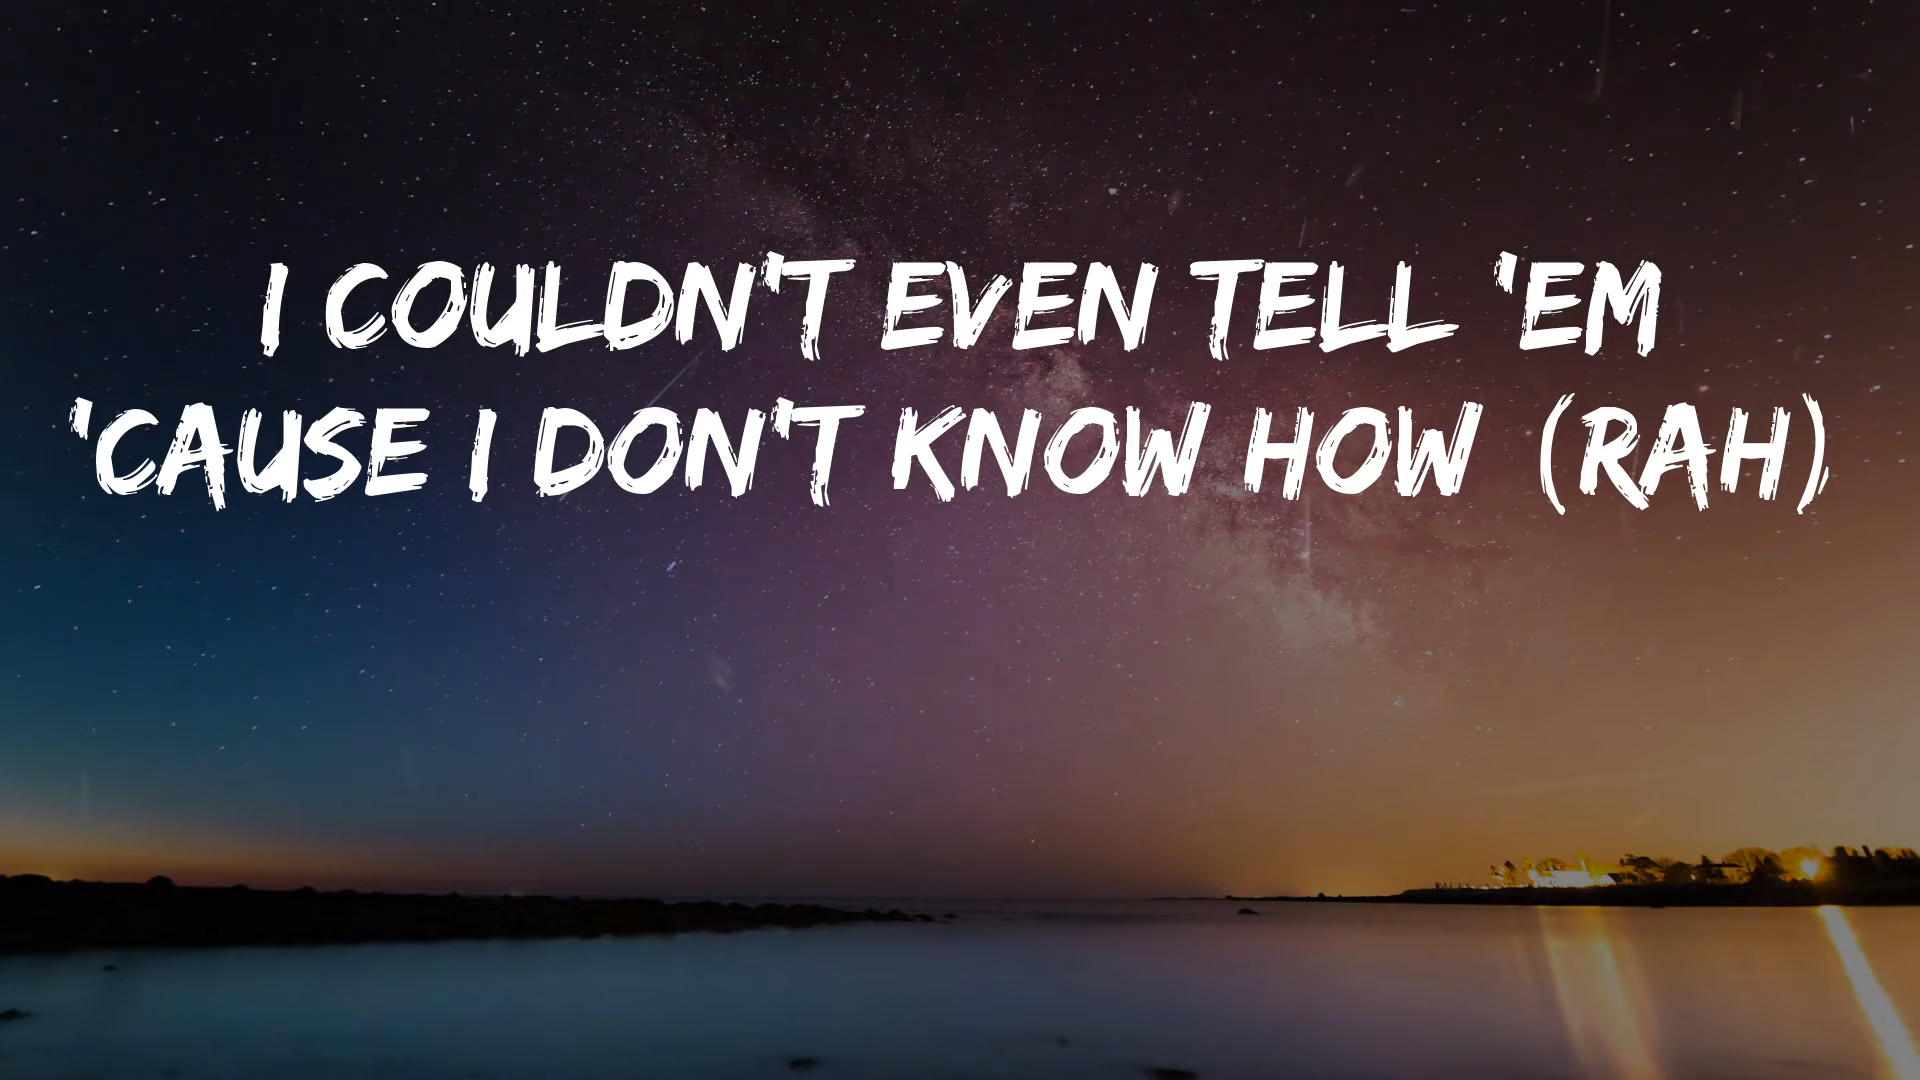 I COULDN'T EVEN TELL 'EM
'CAUSE I DON'T KNOW HOW (RAH)